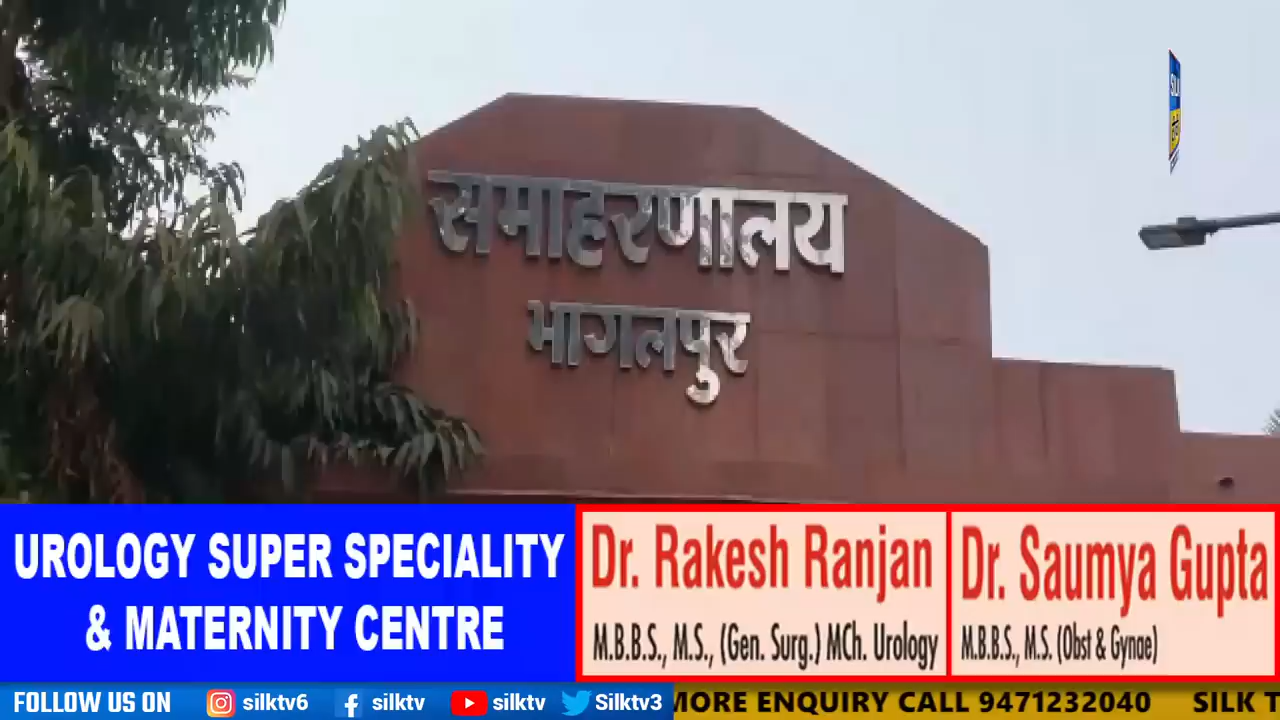 समाहरणालय
भागलपुर
UROLOGY SUPER SPECIALITY
& MATERNITY CENTRE
Dr. Rakesh Ranjan
M.B.B.S., M.S., (Gen. Surg.) MCh. Urology
Dr. Saumya Gupta
M.B.B.S., M.S. (Obst & Gynae)
FOLLOW US ON silktv6 silktv silktv Silktv3
MORE ENQUIRY CALL 9471232040 SILK T